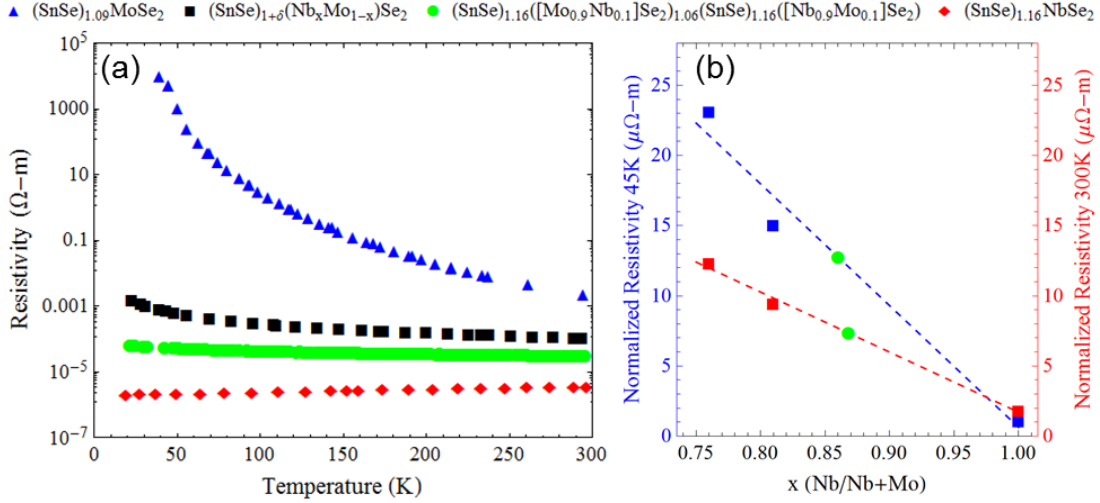 (SnSe)1.09MoSe2 (SnSe)1+δ(NbxMo1−x)Se2 (SnSe)1.16([Mo0.9Nb0.1]Se2)1.06(SnSe)1.16([Nb0.9Mo0.1]Se2) (SnSe)1.16NbSe2
(a)
Resistivity (Ω−m)
10^5
1000
10
0.1
0.001
10^−5
10^−7
0 50 100 150 200 250 300
Temperature (K)
(b)
Normalized Resistivity 45K (μΩ−m)
25
20
15
10
5
0
Normalized Resistivity 300K (μΩ−m)
25
20
15
10
5
0
0.75 0.80 0.85 0.90 0.95 1.00
x (Nb/Nb+Mo)